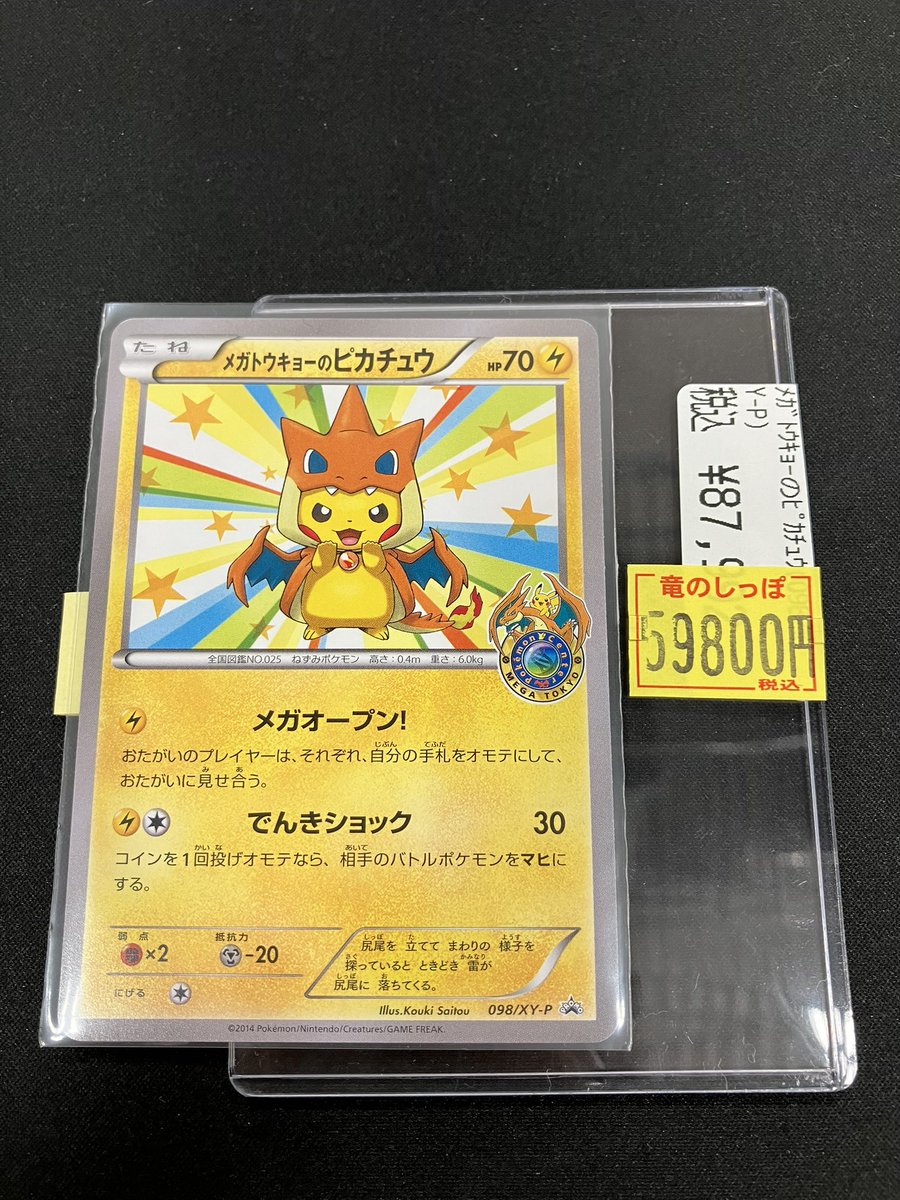 たね
メガトウキョーのピカチュウ
HP70
Pokémon Center
MEGA TOKYO
全国図鑑NO.025 ねずみポケモン 高さ:0.4m 重さ:6.0kg
メガオープン!
おたがいのプレイヤーは、それぞれ、自分の手札をオモテにして、
おたがいに見せ合う。
でんきショック 30
コインを1回投げオモテなら、相手のバトルポケモンをマヒに
する。
弱点
×2
抵抗力
-20
にげる
尻尾を 立てて まわりの 様子を
探っていると ときどき 雷が
尻尾に 落ちてくる。
Illus.Kouki Saitou
098/XY-P
©2014 Pokémon/Nintendo/Creatures/GAME FREAK.
メガトウキョーのピカチュウ
Y-P)
税込 ¥87,
竜のしっぽ
59800円
税込